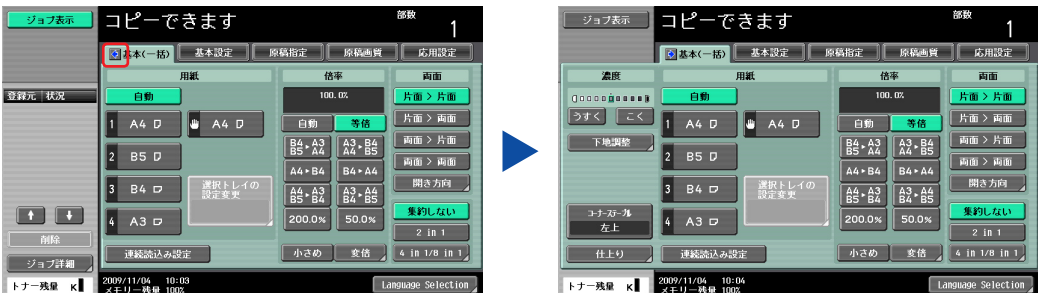 ジョブ表示
コピーできます
部数
1
基本(一括)
基本設定
原稿指定
原稿画質
応用設定
用紙
倍率
両面
登録元 状況
自動
100. 0%
片面 > 片面
1 A4
A4
自動
等倍
片面 > 両面
B4▸A3
B5▸A4
A3▸B4
A4▸B5
両面 > 片面
2 B5
両面 > 両面
A4▸B4
B4▸A4
3 B4
選択トレイの
設定変更
開き方向
A4▸A3
B5▸B4
A3▸A4
B4▸B5
集約しない
4 A3
200.0%
50.0%
2 in 1
削除
連続読込み設定
小さめ
変倍
4 in 1/8 in 1
ジョブ詳細
トナー残量 K
2009/11/04 10:03
メモリー残量 100%
Language Selection
ジョブ表示
コピーできます
部数
1
基本(一括)
基本設定
原稿指定
原稿画質
応用設定
濃度
用紙
倍率
両面
自動
100. 0%
片面 > 片面
うすく
こく
1 A4
A4
自動
等倍
片面 > 両面
下地調整
B4▸A3
B5▸A4
A3▸B4
A4▸B5
両面 > 片面
2 B5
両面 > 両面
A4▸B4
B4▸A4
3 B4
選択トレイの
設定変更
開き方向
A4▸A3
B5▸B4
A3▸A4
B4▸B5
コーナーステープル
左上
集約しない
4 A3
200.0%
50.0%
2 in 1
仕上り
連続読込み設定
小さめ
変倍
4 in 1/8 in 1
トナー残量 K
2009/11/04 10:04
メモリー残量 100%
Language Selection